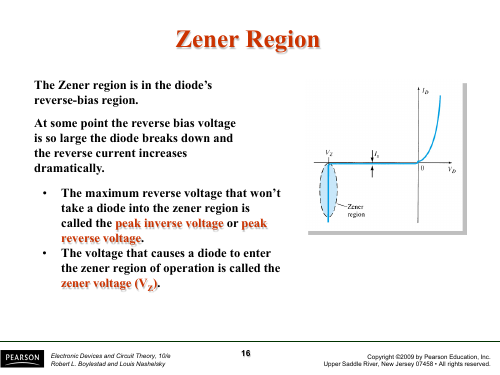 Zener Region
The Zener region is in the diode's
reverse-bias region.
At some point the reverse bias voltage
is so large the diode breaks down and
the reverse current increases
dramatically.
• The maximum reverse voltage that won't
take a diode into the zener region is
called the peak inverse voltage or peak
reverse voltage.
• The voltage that causes a diode to enter
the zener region of operation is called the
zener voltage (VZ).
ID
VZ
Is
0
VD
Zener
region
PEARSON
Electronic Devices and Circuit Theory, 10/e
Robert L. Boylestad and Louis Nashelsky
16
Copyright ©2009 by Pearson Education, Inc.
Upper Saddle River, New Jersey 07458 • All rights reserved.